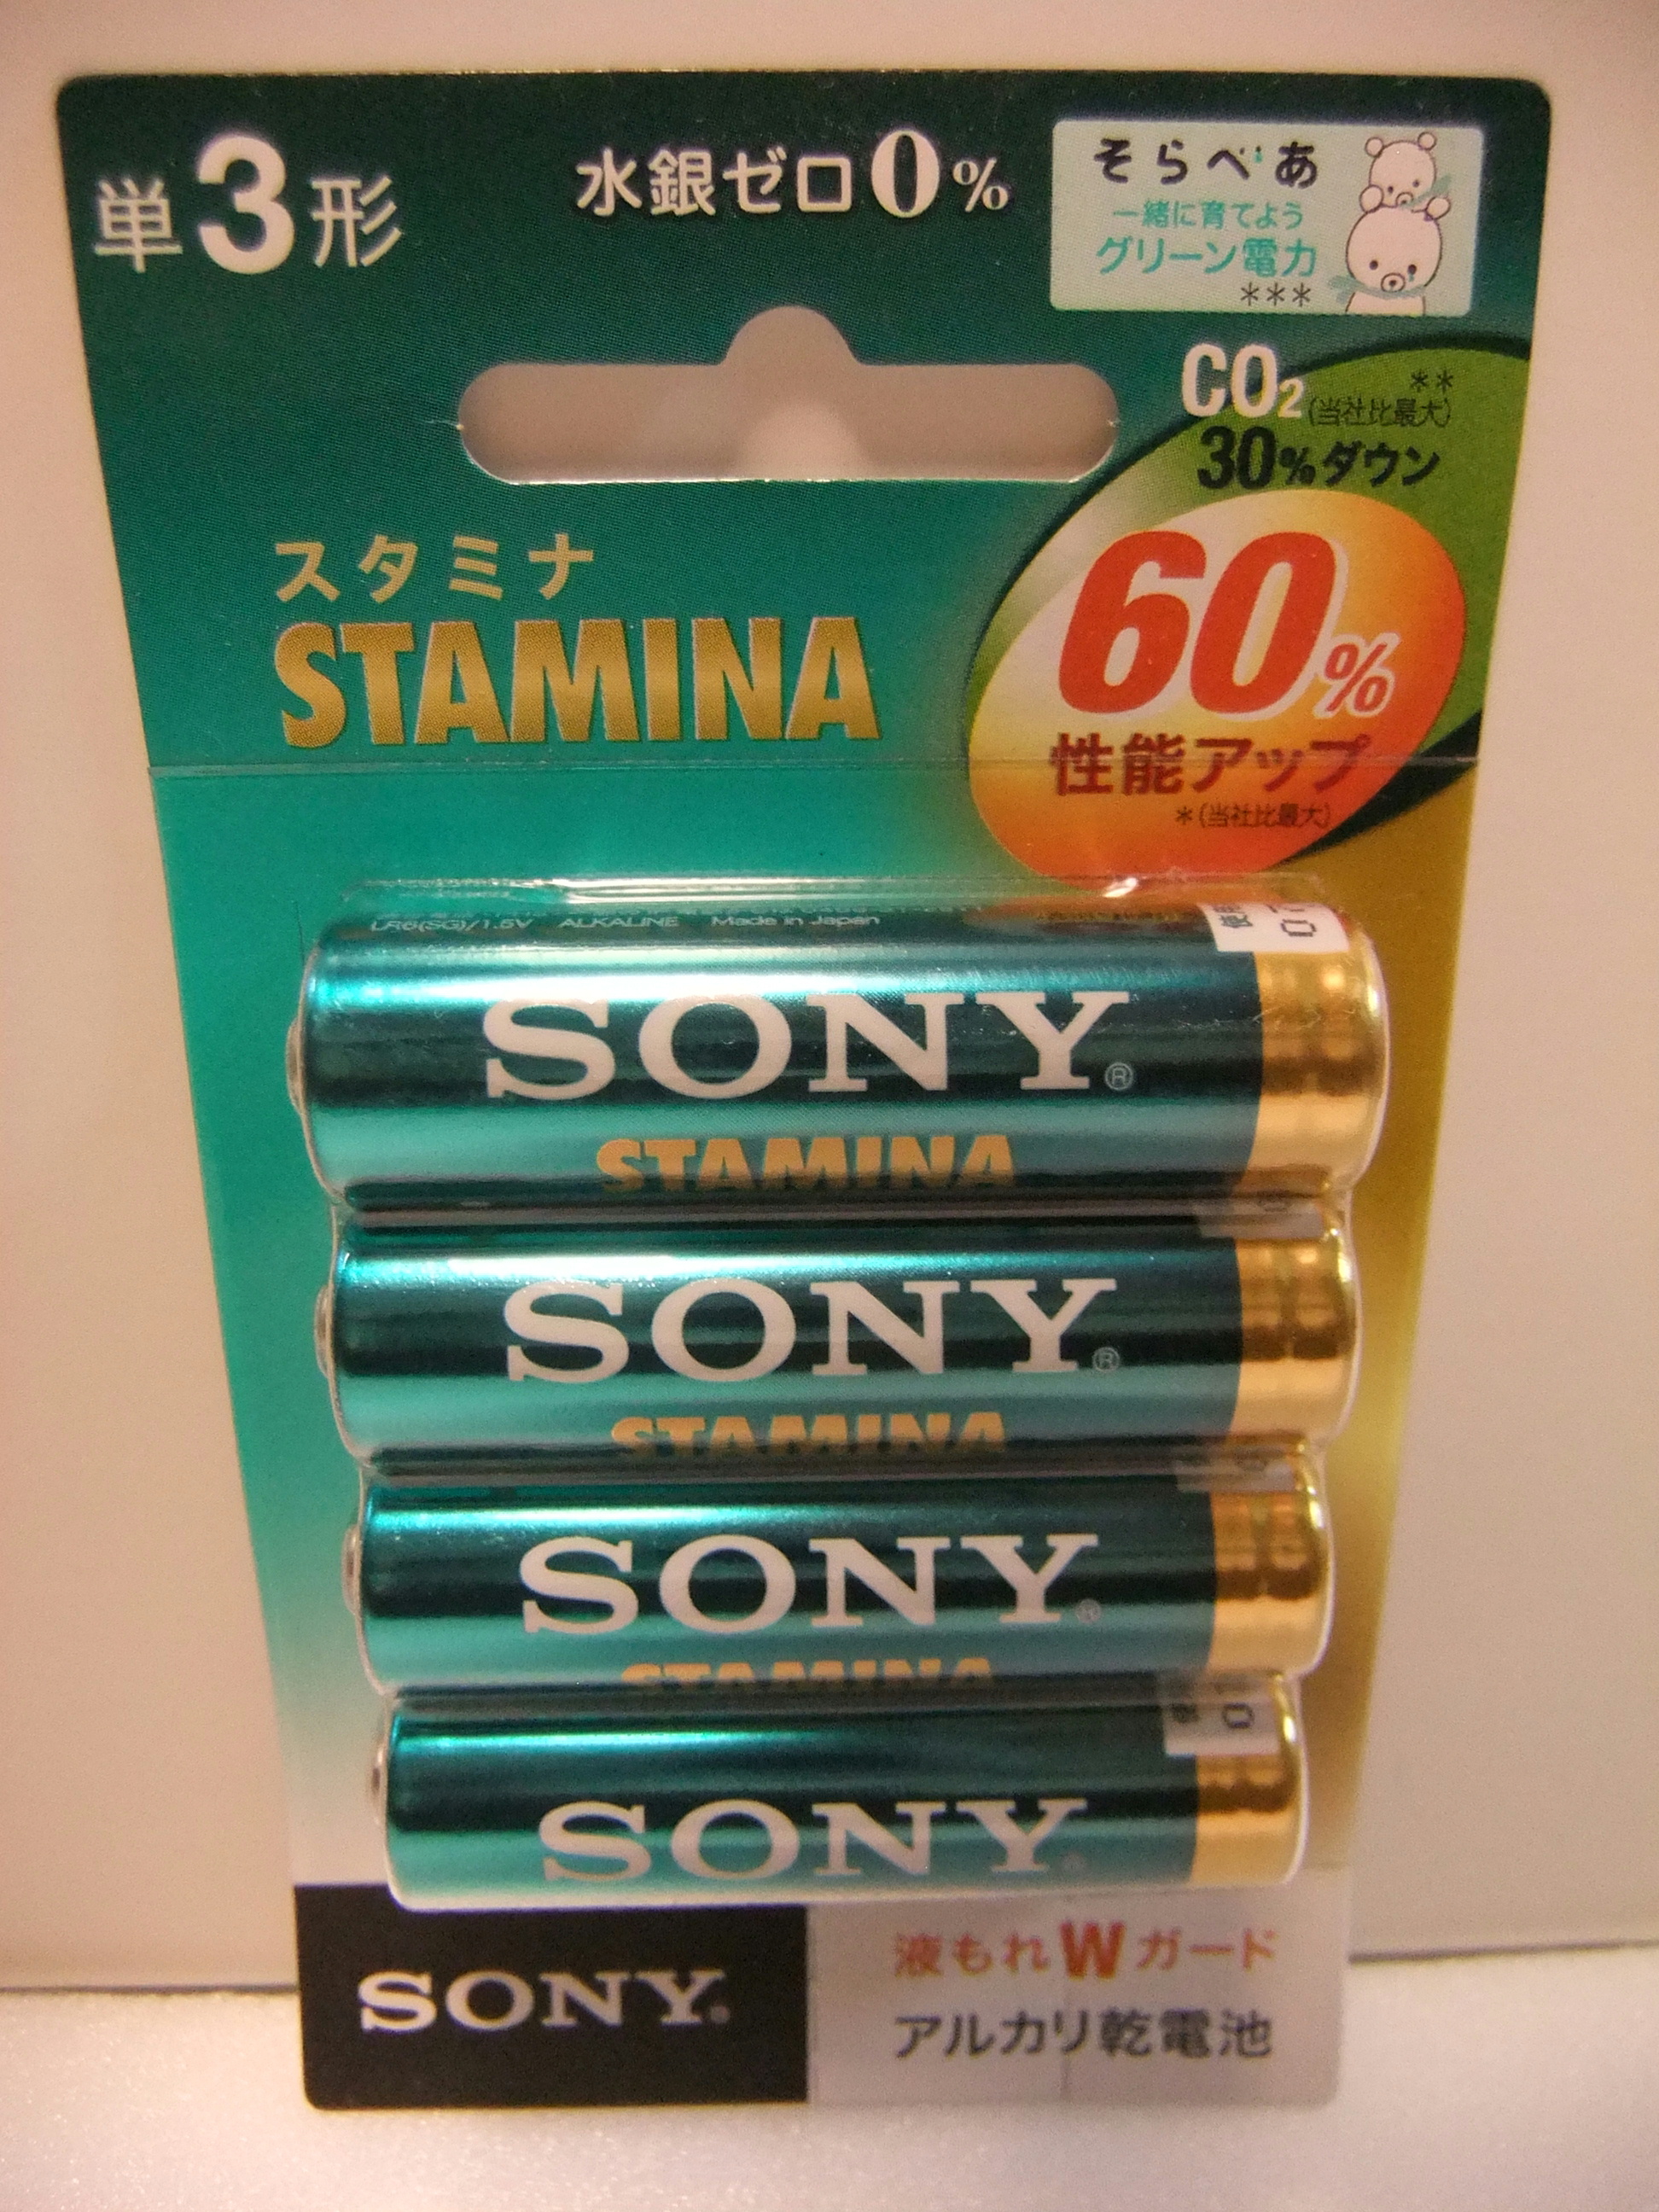 単3形
水銀ゼロ0%
そらべあ
一緒に育てよう
グリーン電力
***
CO2
**
(当社比最大)
30%ダウン
60%
性能アップ
*(当社比最大)
スタミナ
STAMINA
LR6(SG)/1.5V ALKALINE Made in Japan
SONY®
STAMINA
SONY®
STAMINA
SONY®
STAMINA
SONY
SONY®
液もれWガード
アルカリ乾電池